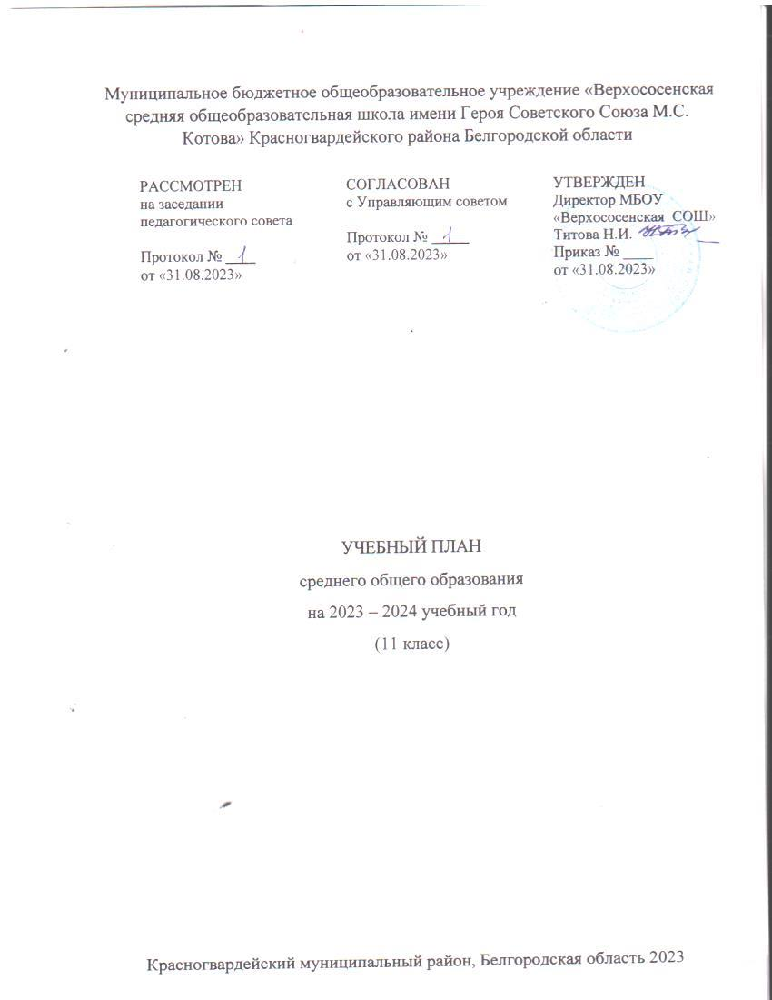 Муниципальное бюджетное общеобразовательное учреждение «Верхососенская
средняя общеобразовательная школа имени Героя Советского Союза М.С.
Котова» Красногвардейского района Белгородской области
РАССМОТРЕН
на заседании
педагогического совета
Протокол № 1
от «31.08.2023»
СОГЛАСОВАН
с Управляющим советом
Протокол № 1
от «31.08.2023»
УТВЕРЖДЕН
Директор МБОУ
«Верхососенская СОШ»
Титова Н.И.
Приказ № ____
от «31.08.2023»
УЧЕБНЫЙ ПЛАН
среднего общего образования
на 2023 – 2024 учебный год
(11 класс)
Красногвардейский муниципальный район, Белгородская область 2023